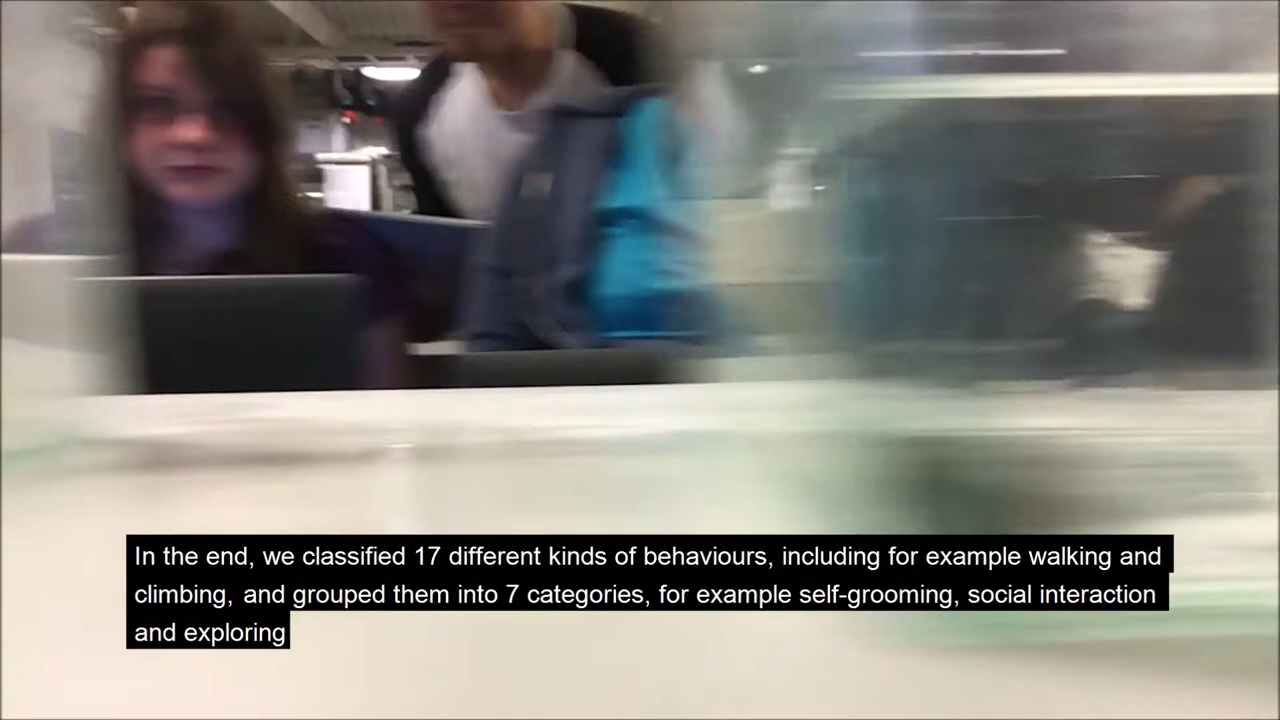 In the end, we classified 17 different kinds of behaviours, including for example walking and
climbing, and grouped them into 7 categories, for example self-grooming, social interaction
and exploring